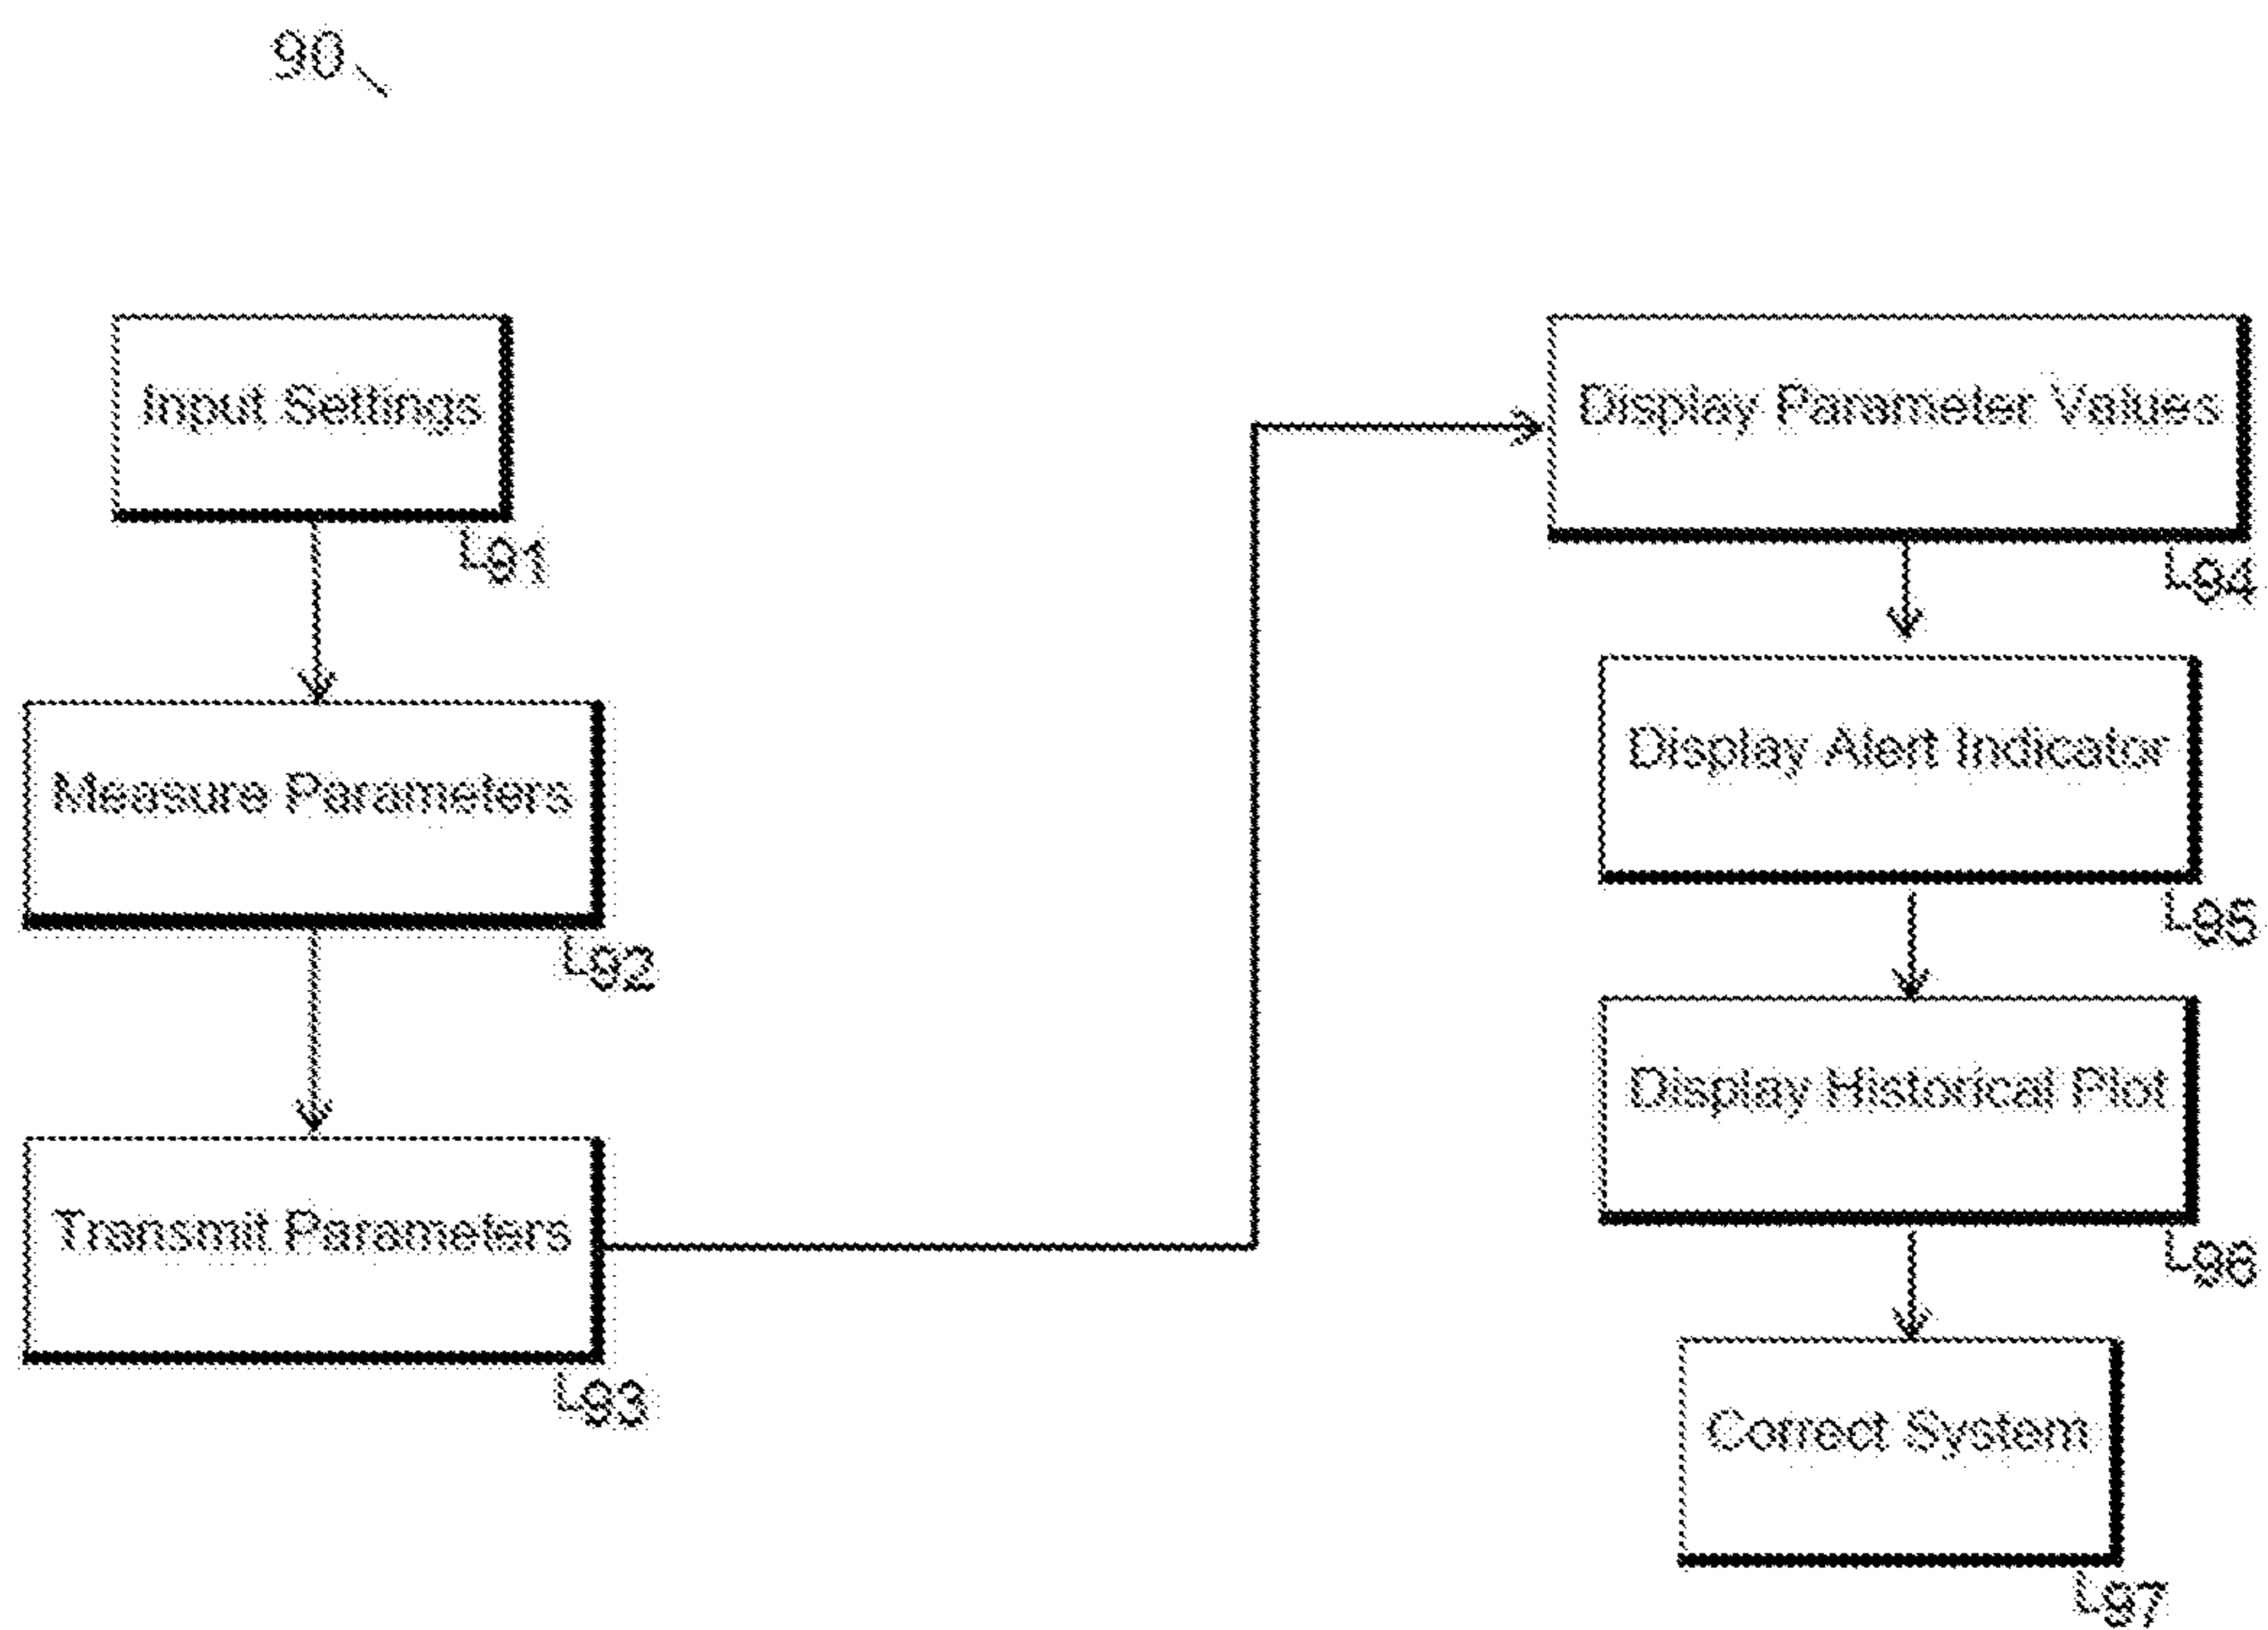 90
Input Settings
91
Measure Parameters
92
Transmit Parameters
93
Display Parameter Values
94
Display Alert Indicator
95
Display Historical Plot
96
Correct System
97